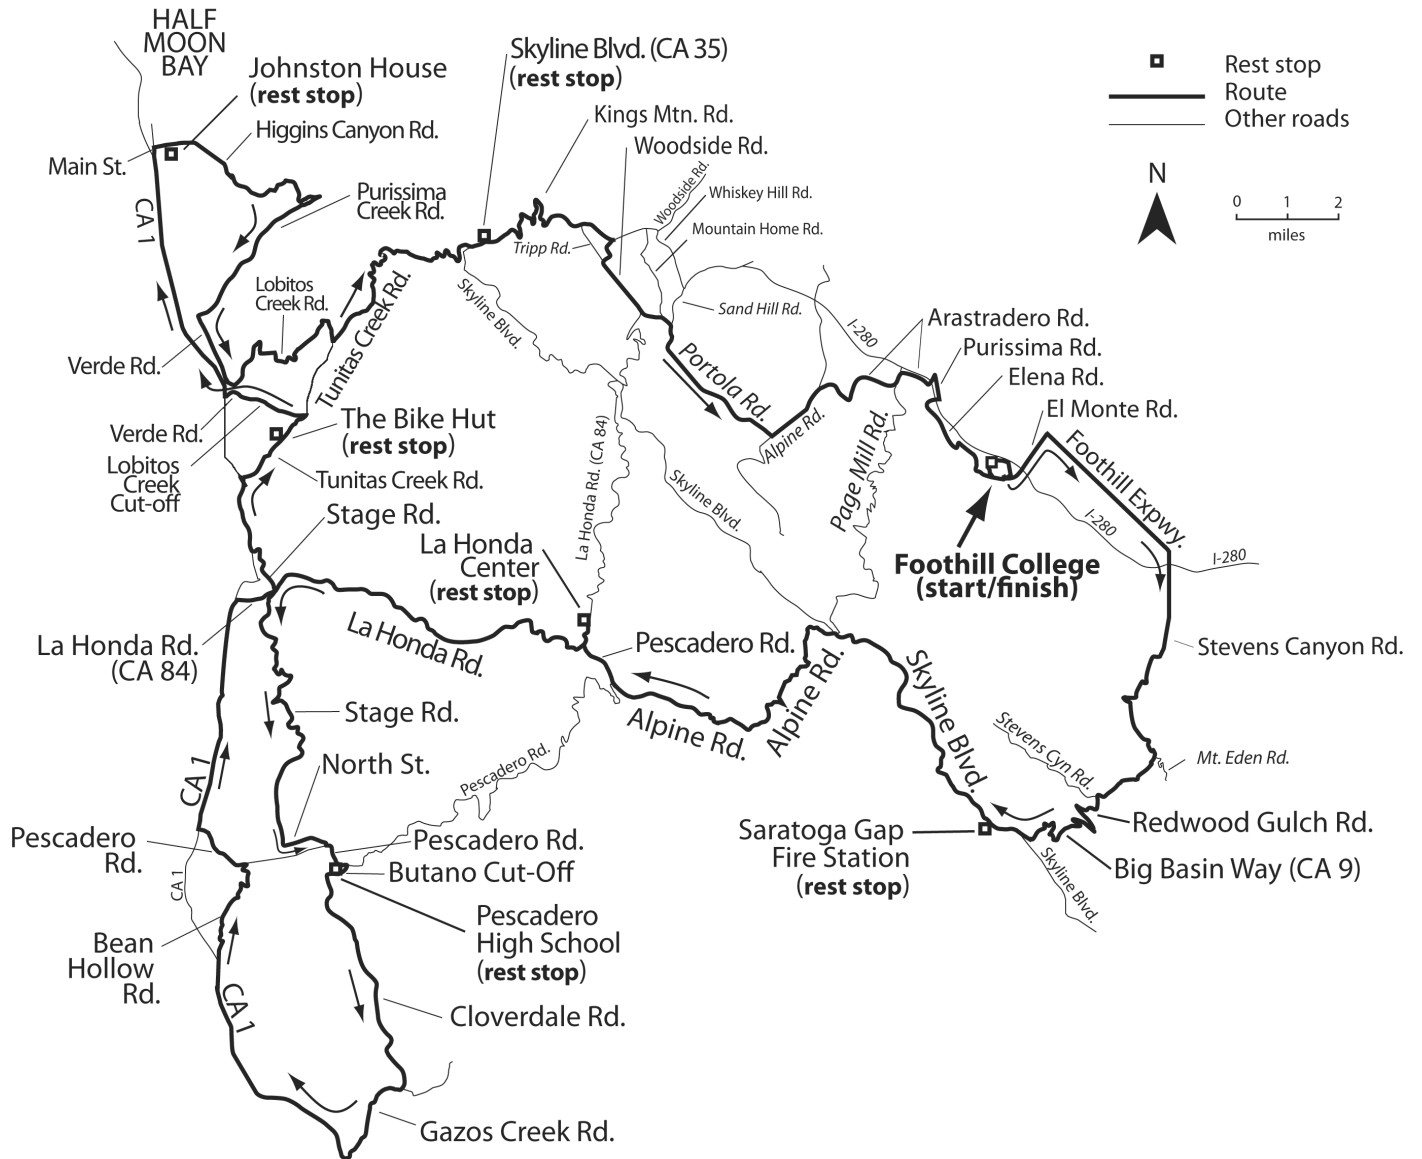 HALF
MOON
BAY
Johnston House
(rest stop)
Higgins Canyon Rd.
Main St.
CA 1
Purissima
Creek Rd.
Skyline Blvd. (CA 35)
(rest stop)
Kings Mtn. Rd.
Woodside Rd.
Woodside Rd.
Whiskey Hill Rd.
Mountain Home Rd.
Tripp Rd.
Sand Hill Rd.
Rest stop
Route
Other roads
N
0 1 2
miles
Lobitos
Creek Rd.
Tunitas Creek Rd.
Skyline Blvd.
I-280
Arastradero Rd.
Purissima Rd.
Elena Rd.
El Monte Rd.
Portola Rd.
Alpine Rd.
Page Mill Rd.
Foothill Expwy.
I-280
I-280
Verde Rd.
Verde Rd.
Lobitos
Creek
Cut-off
The Bike Hut
(rest stop)
Tunitas Creek Rd.
Stage Rd.
La Honda Rd. (CA 84)
Skyline Blvd.
La Honda
Center
(rest stop)
Foothill College
(start/finish)
La Honda Rd.
(CA 84)
La Honda Rd.
Pescadero Rd.
Alpine Rd.
Alpine Rd.
Skyline Blvd.
Stevens Canyon Rd.
Stevens Cyn Rd.
Mt. Eden Rd.
Stage Rd.
North St.
CA 1
Pescadero Rd.
Pescadero
Rd.
Pescadero Rd.
Butano Cut-Off
CA 1
Saratoga Gap
Fire Station
(rest stop)
Redwood Gulch Rd.
Big Basin Way (CA 9)
Skyline Blvd.
Pescadero
High School
(rest stop)
Bean
Hollow
Rd.
CA 1
Cloverdale Rd.
Gazos Creek Rd.